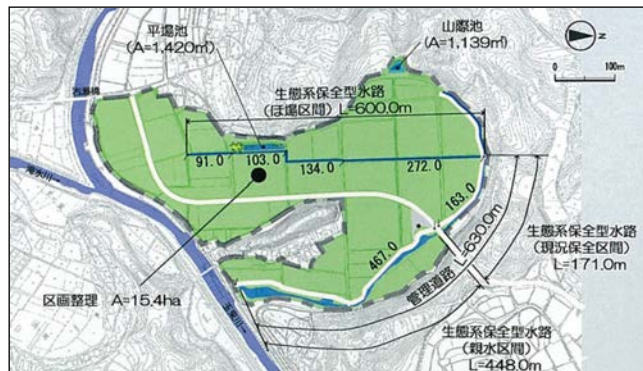 平場池
(A=1,420㎡)
山際池
(A=1,139㎡)
N
0
100m
生態系保全型水路
(ほ場区間) L=600.0m
91.0
103.0
134.0
272.0
163.0
467.0
管理道路 L=630.0m
生態系保全型水路
(現況保全区間)
L=171.0m
区画整理 A=15.4ha
生態系保全型水路
(親水区間)
L=448.0m